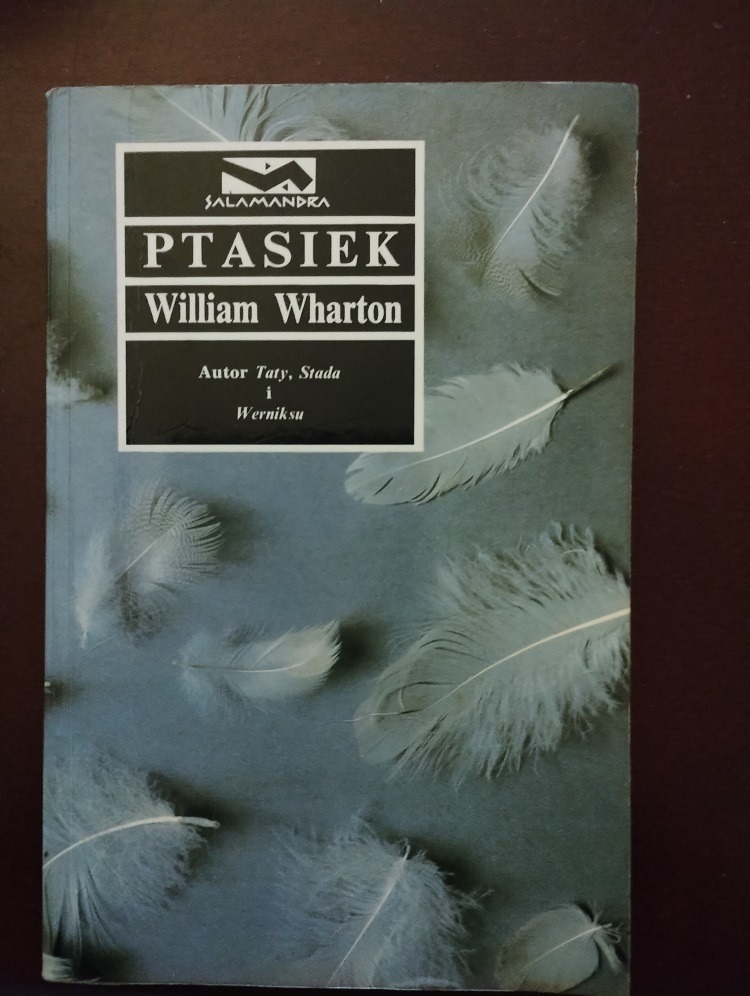 SALAMANDRA
PTASIEK
William Wharton
Autor Taty, Stada
i
Werniksu